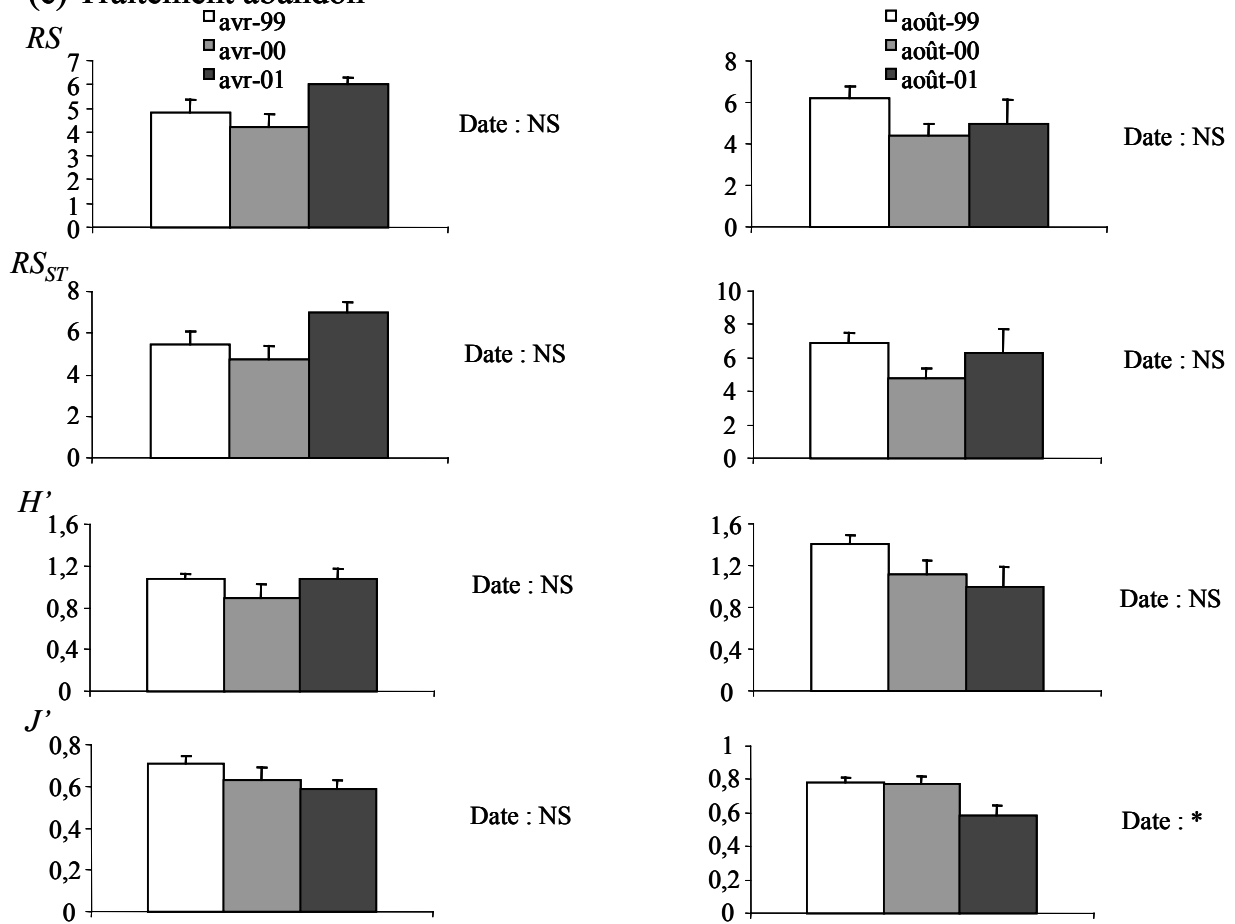 (c) Traitement abandon
avr-99
avr-00
avr-01
août-99
août-00
août-01
RS
7
6
5
4
3
2
1
0
Date : NS
8
6
4
2
0
Date : NS
RS_ST
8
6
4
2
0
Date : NS
10
8
6
4
2
0
Date : NS
H’
1,6
1,2
0,8
0,4
0
Date : NS
1,6
1,2
0,8
0,4
0
Date : NS
J’
0,8
0,6
0,4
0,2
0
Date : NS
1
0,8
0,6
0,4
0,2
0
Date : *